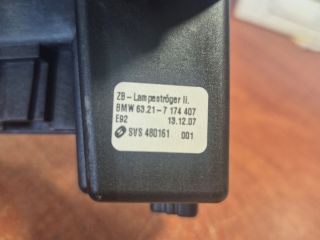 ZB-Lampenträger li.
BMW 63.21-7 174 407
E92 13.12.07
SVS 480161 001